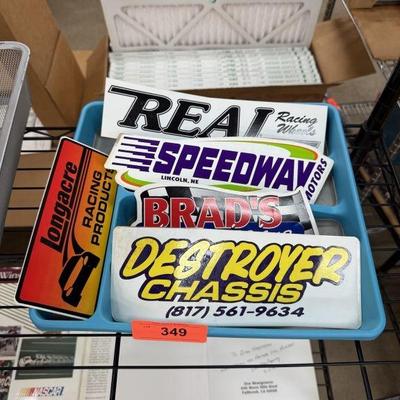 REAL
Racing
Wheels
SPEEDWAY
MOTORS
LINCOLN, NE
Longacre
RACING
PRODUCTS
BRAD'S
DESTROYER
CHASSIS
(817) 561-9634
349
NASCAR